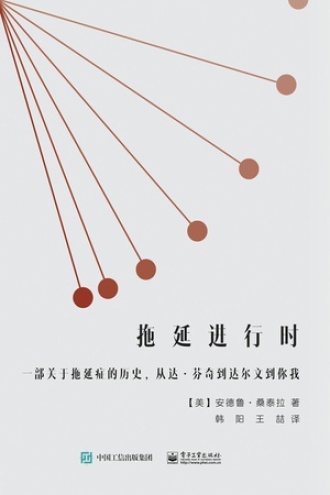 拖延进行时
一部关于拖延症的历史，从达·芬奇到达尔文到你我
【美】安德鲁·桑泰拉 著
韩阳 王喆 译
中国工信出版集团
电子工业出版社